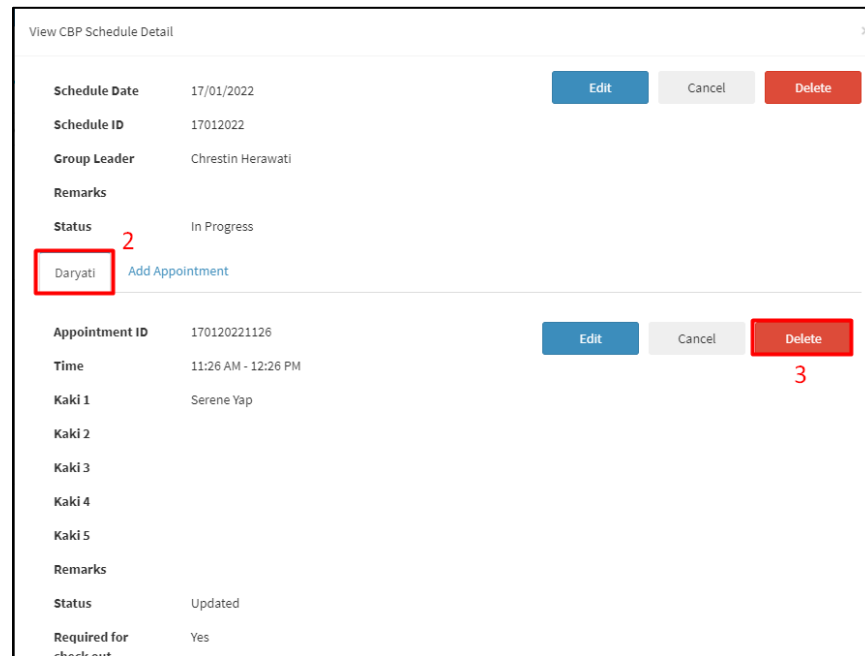 View CBP Schedule Detail x
Schedule Date 17/01/2022 Edit Cancel Delete
Schedule ID 17012022
Group Leader Chrestin Herawati
Remarks
Status In Progress
2
Daryati Add Appointment
Appointment ID 170120221126 Edit Cancel Delete
Time 11:26 AM - 12:26 PM
3
Kaki 1 Serene Yap
Kaki 2
Kaki 3
Kaki 4
Kaki 5
Remarks
Status Updated
Required for Yes
check out